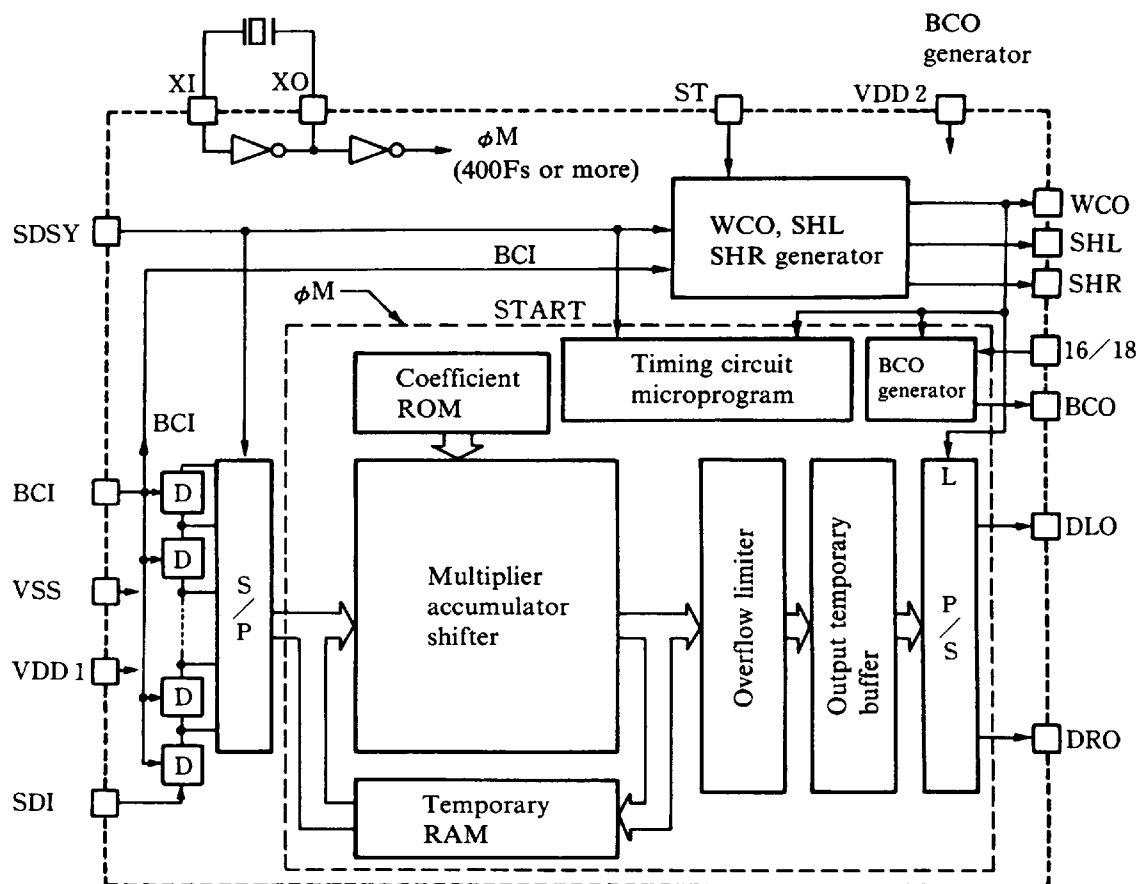 BCO
generator
XI
XO
ST
VDD 2
φM
(400Fs or more)
WCO, SHL
SHR generator
WCO
SHL
SHR
SDSY
BCI
φM
START
16/18
Coefficient
ROM
Timing circuit
microprogram
BCO
generator
BCO
BCI
BCI
D
D
D
D
S/P
VSS
VDD 1
SDI
Multiplier
accumulator
shifter
Overflow limiter
Output temporary
buffer
L
P/S
DLO
DRO
Temporary
RAM